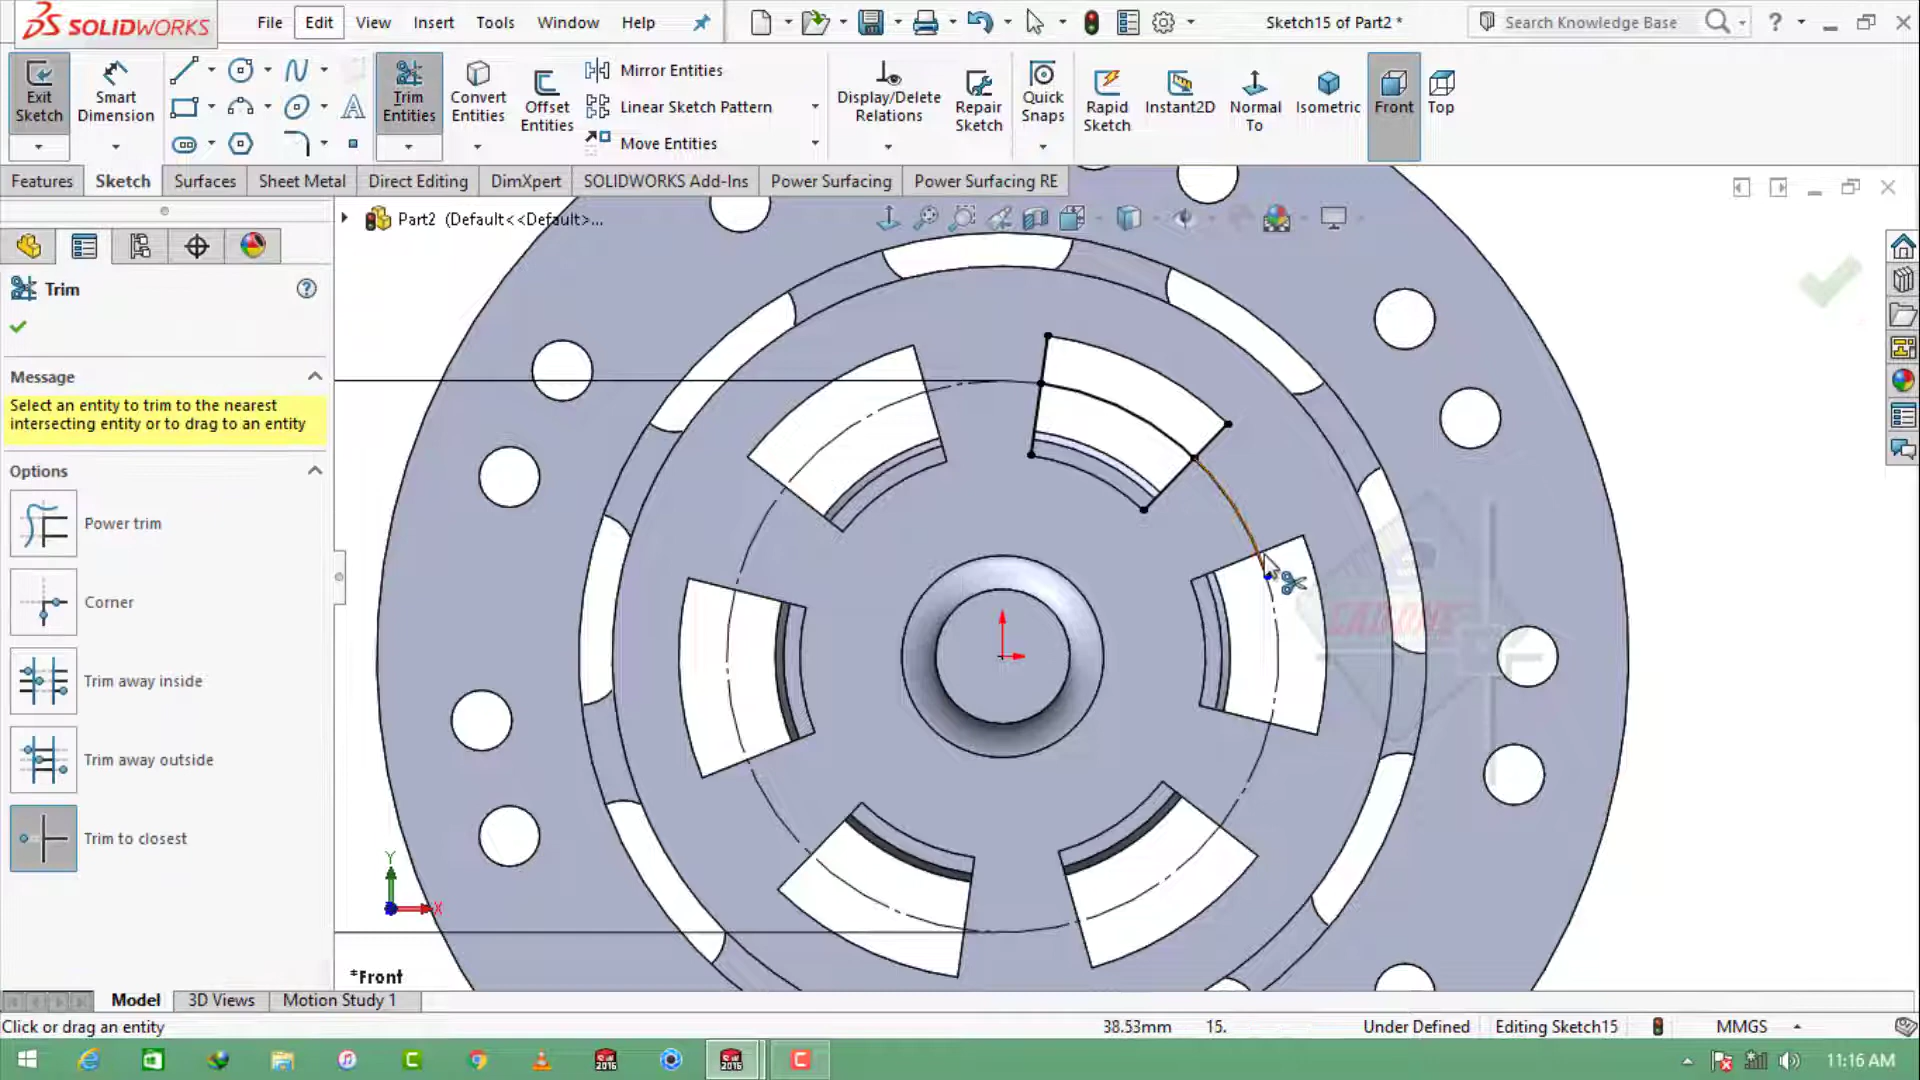 SOLIDWORKS
File
Edit
View
Insert
Tools
Window
Help
Sketch15 of Part2 *
Search Knowledge Base
Exit Sketch
Smart Dimension
Trim Entities
Convert Entities
Offset Entities
Mirror Entities
Linear Sketch Pattern
Move Entities
Display/Delete Relations
Repair Sketch
Quick Snaps
Rapid Sketch
Instant2D
Normal To
Isometric
Front
Top
Features
Sketch
Surfaces
Sheet Metal
Direct Editing
DimXpert
SOLIDWORKS Add-Ins
Power Surfacing
Power Surfacing RE
Part2 (Default<<Default>...
Trim
Message
Select an entity to trim to the nearest
intersecting entity or to drag to an entity
Options
Power trim
Corner
Trim away inside
Trim away outside
Trim to closest
Y
X
*Front
Model
3D Views
Motion Study 1
Click or drag an entity
38.53mm
15.
Under Defined
Editing Sketch15
MMGS
11:16 AM